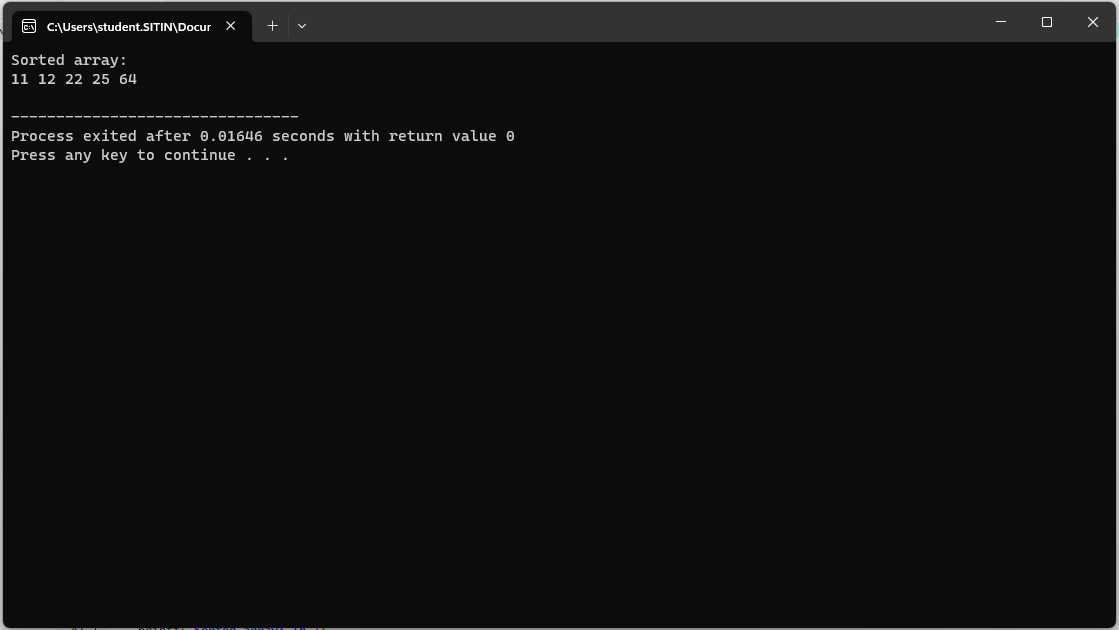 C:\Users\student.SITIN\Docur
Sorted array:
11 12 22 25 64
--------------------------------
Process exited after 0.01646 seconds with return value 0
Press any key to continue . . .